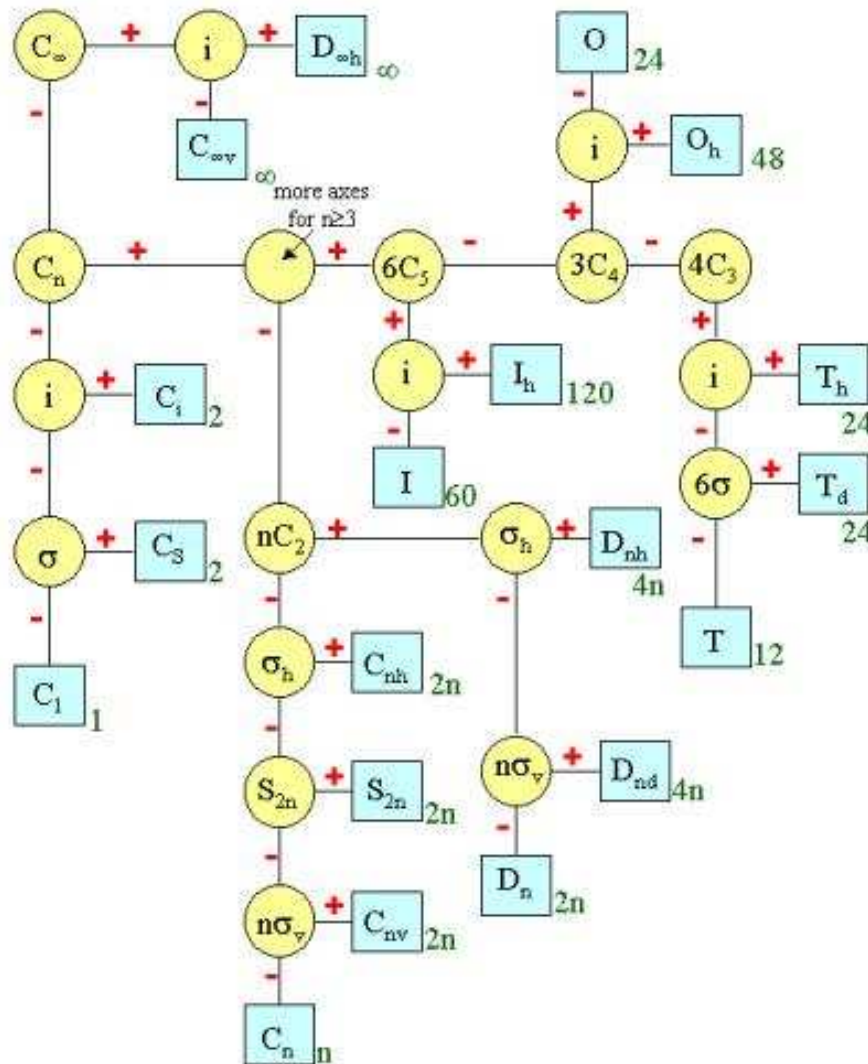 C∞ + i + D∞h ∞
O 24
- -
C∞v ∞
-
i + Oh 48
more axes
for n≥3
+
Cn + + 6C5 - 3C4 - 4C3
- - + +
i + Ci 2
i + Ih 120
i + Th 24
- - -
I 60
6σ + Td 24
σ + CS 2
nC2 + σh + Dnh 4n
- - - -
C1 1
σh + Cnh 2n
T 12
-
S2n + S2n 2n
nσv + Dnd 4n
- -
Dn 2n
nσv + Cnv 2n
-
Cn n